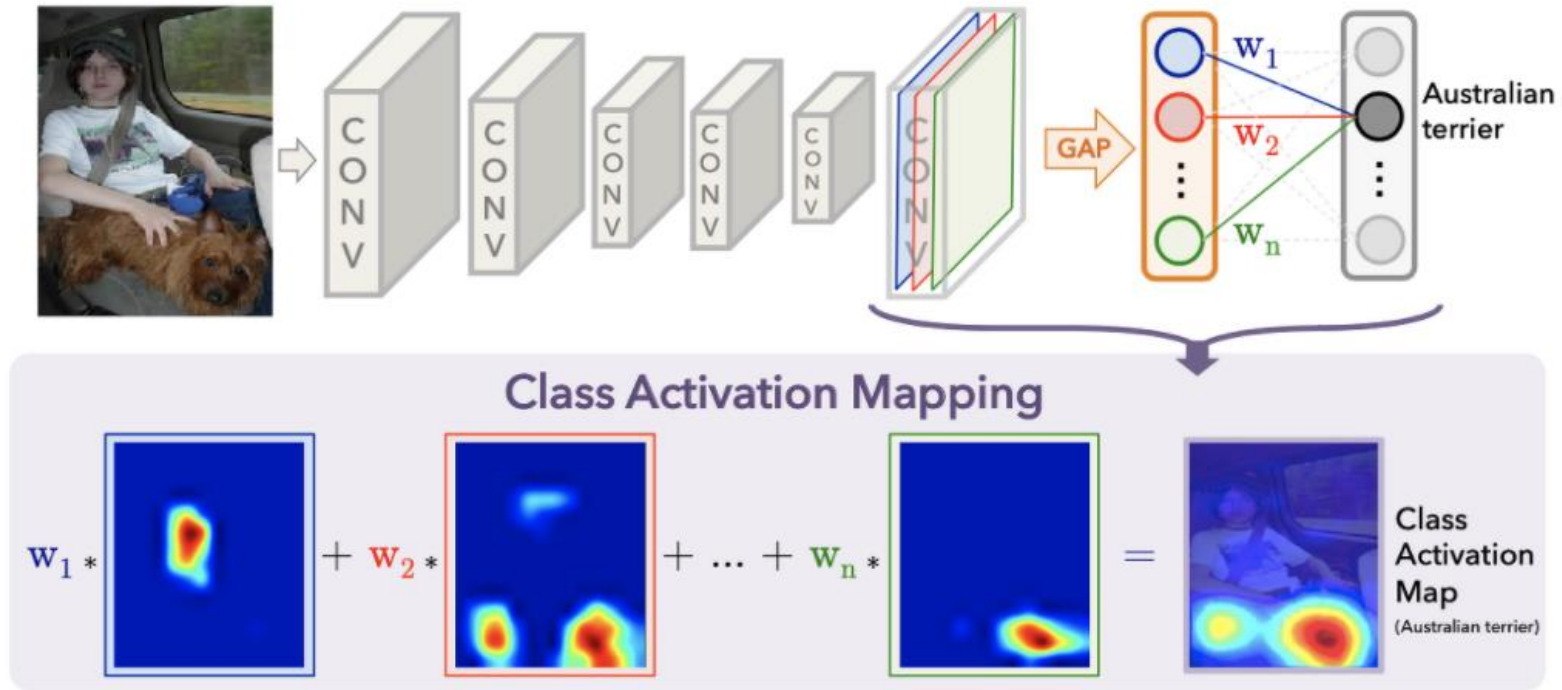 CONV
CONV
CONV
CONV
CONV
CONV
GAP
w1
w2
⋮
wn
⋮
Australian
terrier
Class Activation Mapping
w1 * + w2 * + ... + wn * =
Class
Activation
Map
(Australian terrier)